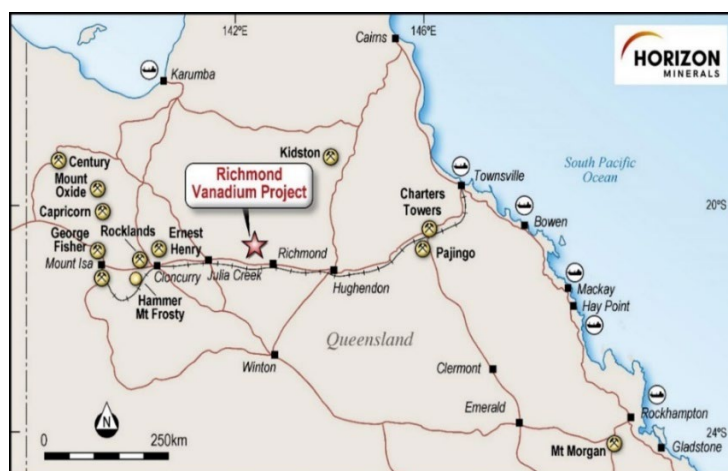 142°E
146°E
Cairns
HORIZON
MINERALS
Karumba
Century
Mount
Oxide
Capricorn
George
Fisher
Mount Isa
Rocklands
Ernest
Henry
Cloncurry
Hammer
Mt Frosty
Julia Creek
Richmond
Vanadium Project
Richmond
Kidston
Hughendon
Charters
Towers
Pajingo
Townsville
South Pacific
Ocean
20°S
Bowen
Mackay
Hay Point
Queensland
Winton
Clermont
Emerald
Rockhampton
24°S
Gladstone
Mt Morgan
N
0
250km